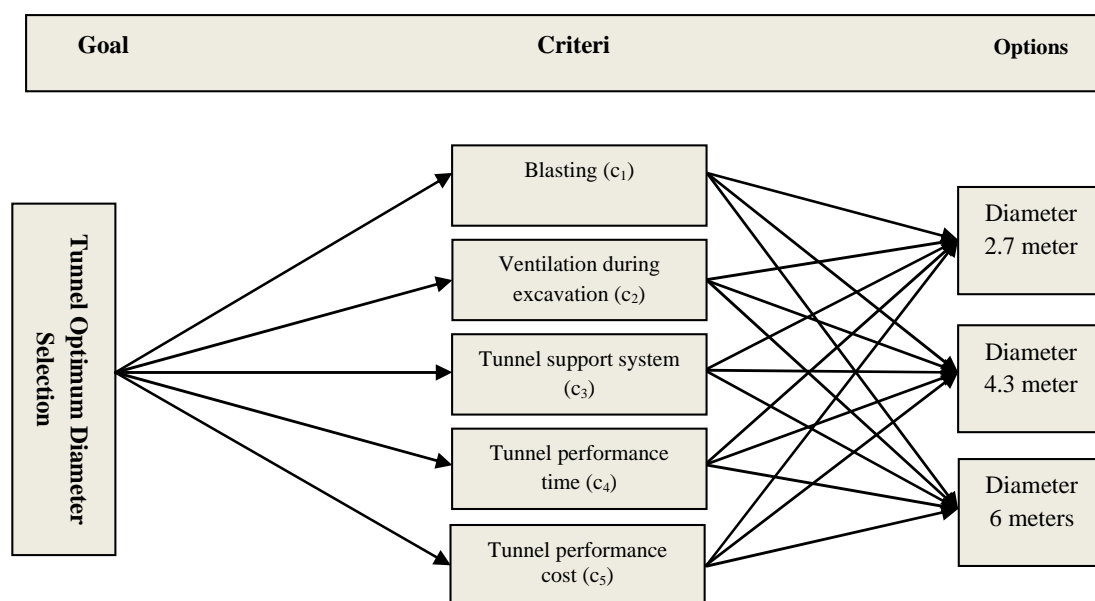 Goal
Criteri
Options
Tunnel Optimum Diameter
Selection
Blasting (c₁)
Ventilation during
excavation (c₂)
Tunnel support system
(c₃)
Tunnel performance
time (c₄)
Tunnel performance
cost (c₅)
Diameter
2.7 meter
Diameter
4.3 meter
Diameter
6 meters